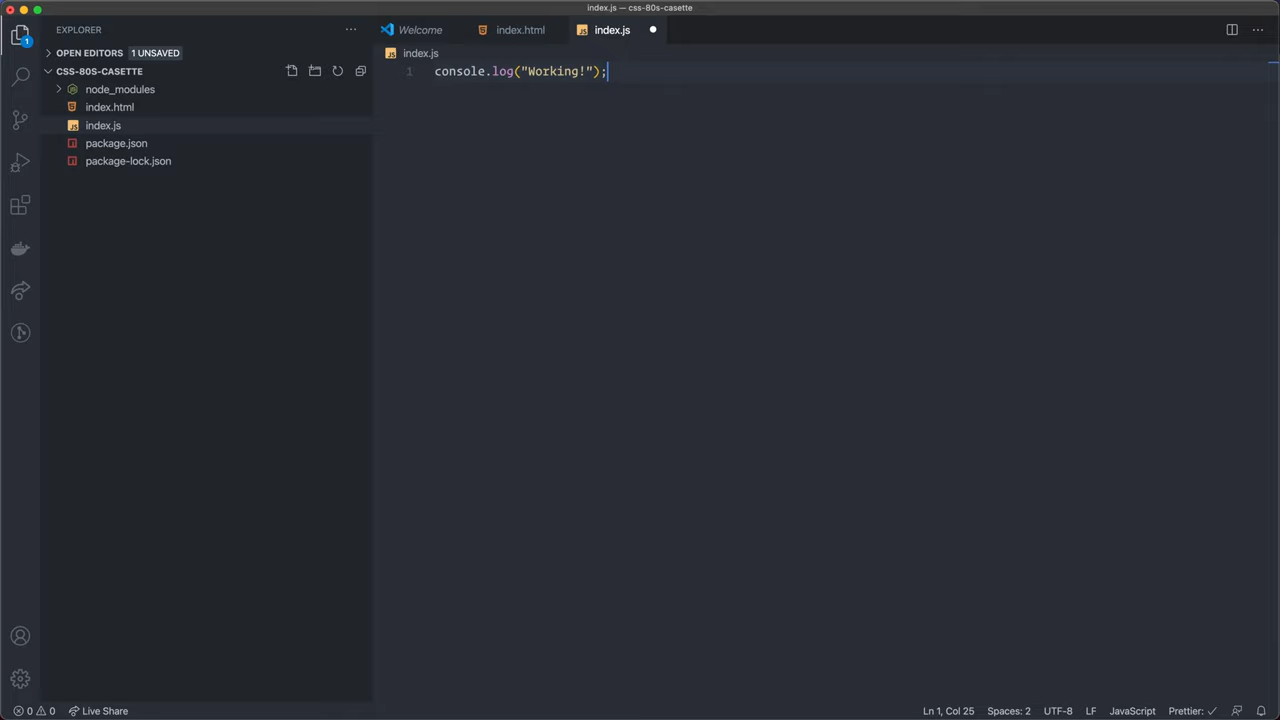 index.js — css-80s-casette
EXPLORER
Welcome
index.html
index.js
OPEN EDITORS 1 UNSAVED
index.js
CSS-80S-CASETTE
1 console.log("Working!");
node_modules
index.html
index.js
package.json
package-lock.json
1
0 0
Live Share
Ln 1, Col 25
Spaces: 2
UTF-8
LF
JavaScript
Prettier: ✓